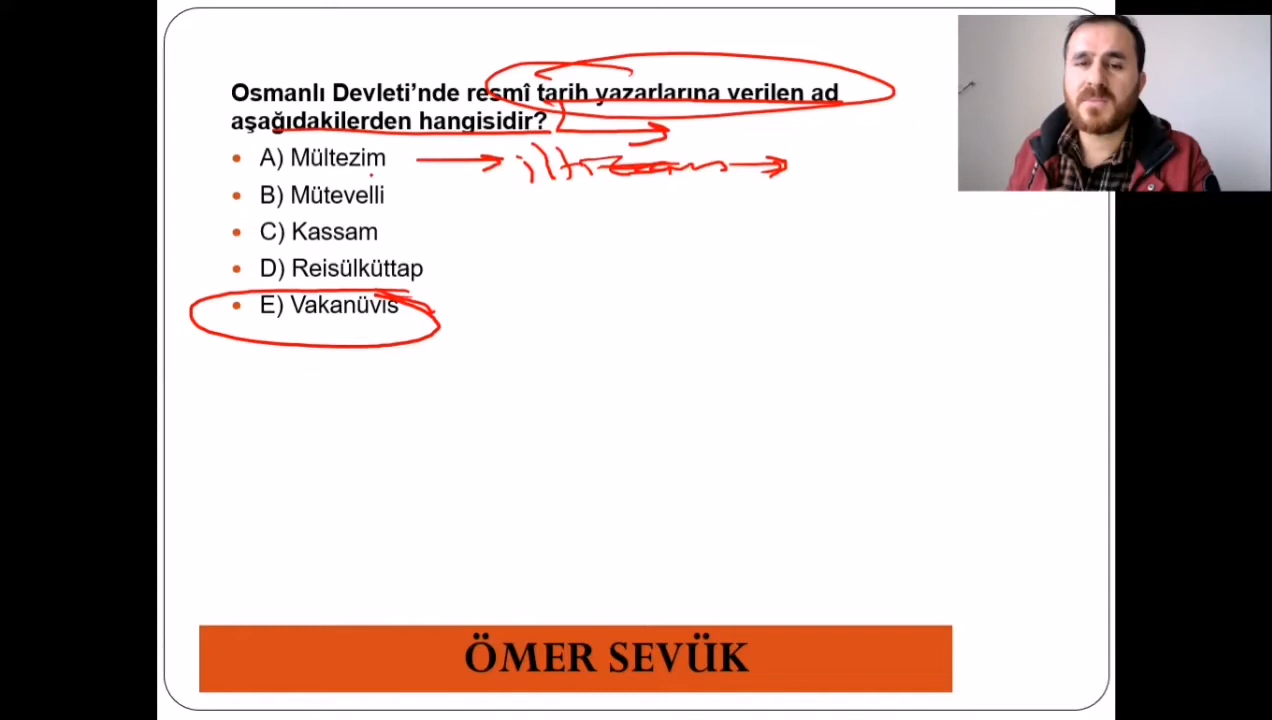 Osmanlı Devleti'nde resmî tarih yazarlarına verilen ad
aşağıdakilerden hangisidir?
A) Mültezim
B) Mütevelli
C) Kassam
D) Reisülküttap
E) Vakanüvis
ÖMER SEVÜK